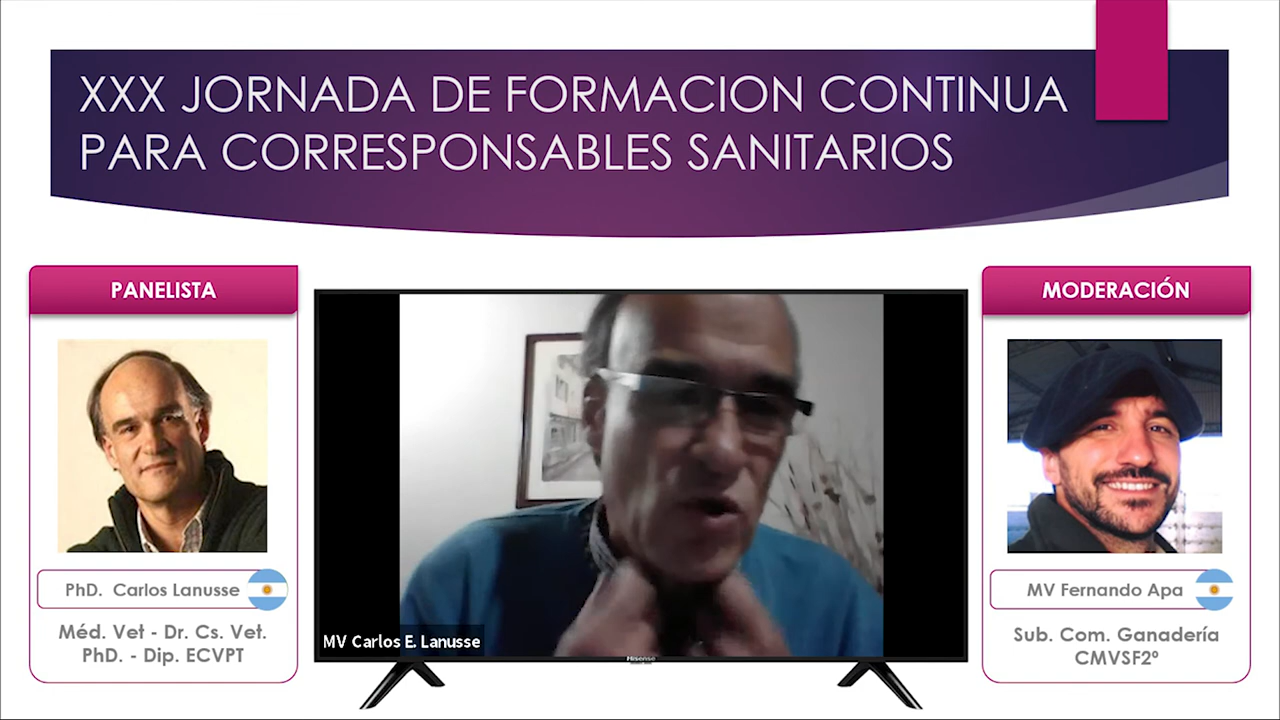 XXX JORNADA DE FORMACION CONTINUA
PARA CORRESPONSABLES SANITARIOS
PANELISTA
PhD. Carlos Lanusse
Méd. Vet - Dr. Cs. Vet.
PhD. - Dip. ECVPT
MV Carlos E. Lanusse
Hisense
MODERACIÓN
MV Fernando Apa
Sub. Com. Ganadería
CMVSF2º